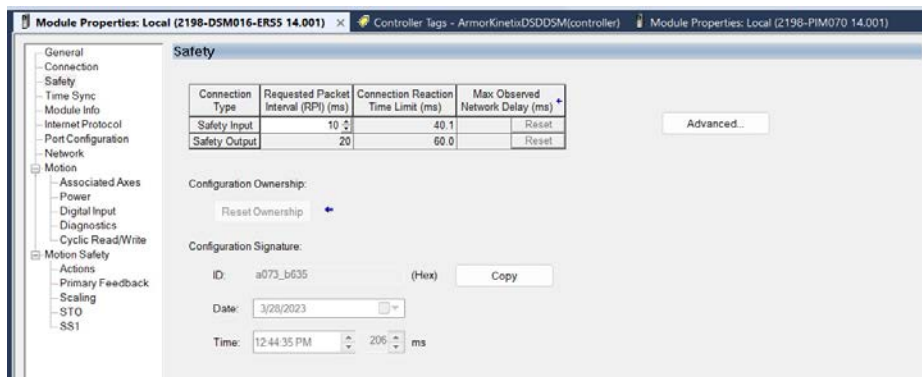 Module Properties: Local (2198-DSM016-ERS5 14.001) × Controller Tags - ArmorKinetixDSDDSM(controller) Module Properties: Local (2198-PIM070 14.001)
General
Connection
Safety
Time Sync
Module Info
Internet Protocol
Port Configuration
Network
Motion
Associated Axes
Power
Digital Input
Diagnostics
Cyclic Read/Write
Motion Safety
Actions
Primary Feedback
Scaling
STO
SS1
Safety
Connection Type Requested Packet Interval (RPI) (ms) Connection Reaction Time Limit (ms) Max Observed Network Delay (ms)
Safety Input 10 40.1 Reset
Safety Output 20 60.0 Reset
Advanced...
Configuration Ownership:
Reset Ownership
Configuration Signature:
ID: a073_b635 (Hex) Copy
Date: 3/28/2023
Time: 12:44:35 PM 206 ms